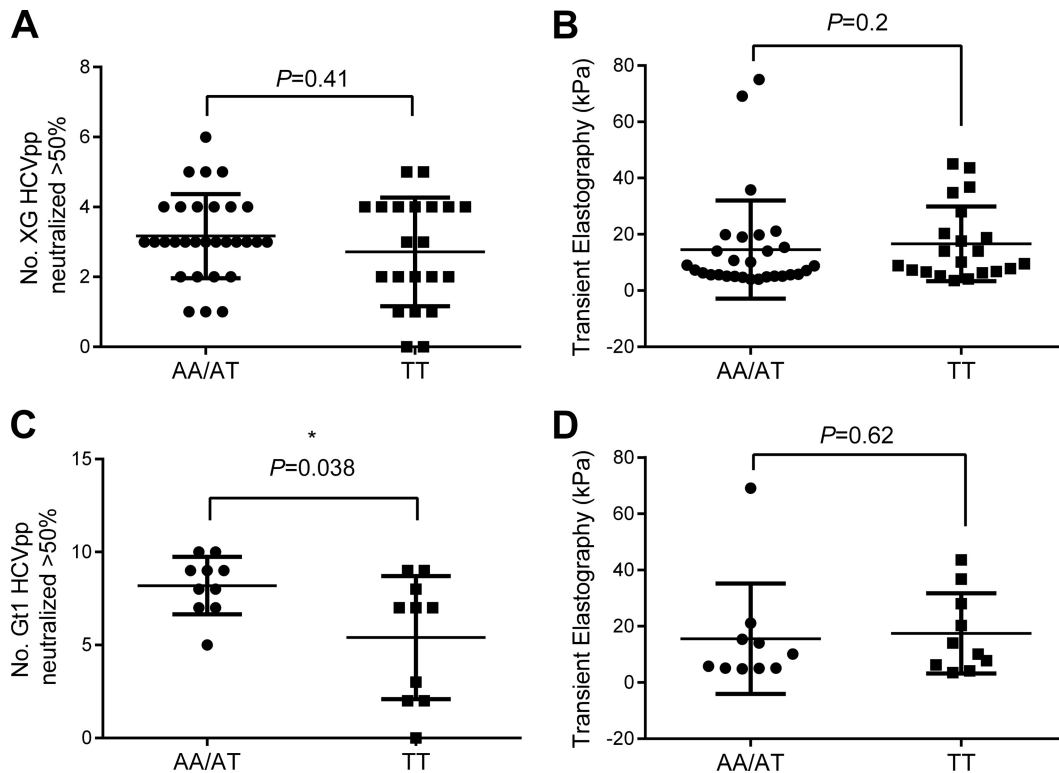 A
P=0.41
No. XG HCVpp
neutralized >50%
8
6
4
2
0
AA/AT
TT
B
P=0.2
Transient Elastography (kPa)
80
60
40
20
0
-20
AA/AT
TT
C
*
P=0.038
No. Gt1 HCVpp
neutralized >50%
15
10
5
0
AA/AT
TT
D
P=0.62
Transient Elastography (kPa)
80
60
40
20
0
-20
AA/AT
TT